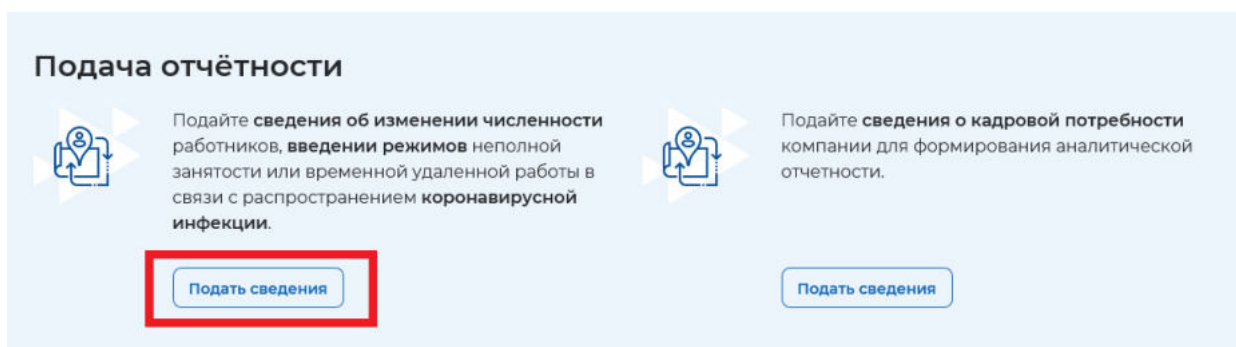 Подача отчётности
Подайте сведения об изменении численности
работников, введении режимов неполной
занятости или временной удаленной работы в
связи с распространением коронавирусной
инфекции.
Подать сведения
Подайте сведения о кадровой потребности
компании для формирования аналитической
отчетности.
Подать сведения